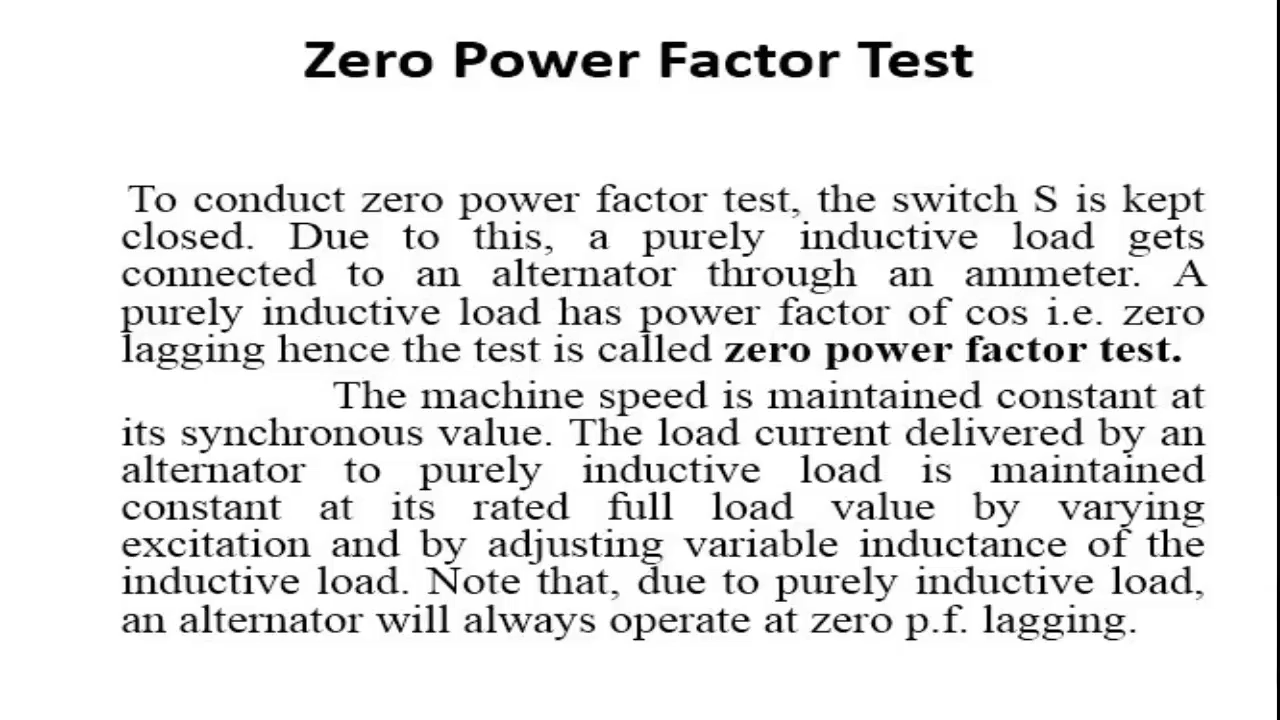 Zero Power Factor Test
To conduct zero power factor test, the switch S is kept
closed. Due to this, a purely inductive load gets
connected to an alternator through an ammeter. A
purely inductive load has power factor of cos i.e. zero
lagging hence the test is called zero power factor test.
The machine speed is maintained constant at
its synchronous value. The load current delivered by an
alternator to purely inductive load is maintained
constant at its rated full load value by varying
excitation and by adjusting variable inductance of the
inductive load. Note that, due to purely inductive load,
an alternator will always operate at zero p.f. lagging.